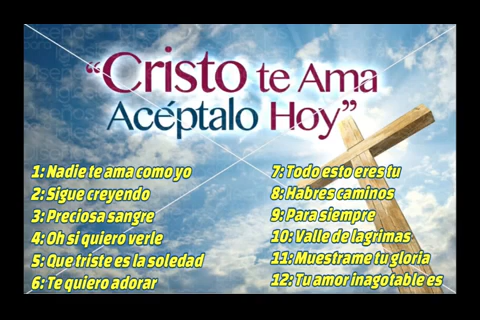 “Cristo te Ama
Acéptalo Hoy”
1: Nadie te ama como yo
2: Sigue creyendo
3: Preciosa sangre
4: Oh si quiero verle
5: Que triste es la soledad
6: Te quiero adorar
7: Todo esto eres tu
8: Habres caminos
9: Para siempre
10: Valle de lagrimas
11: Muestrame tu gloria
12: Tu amor inagotable es